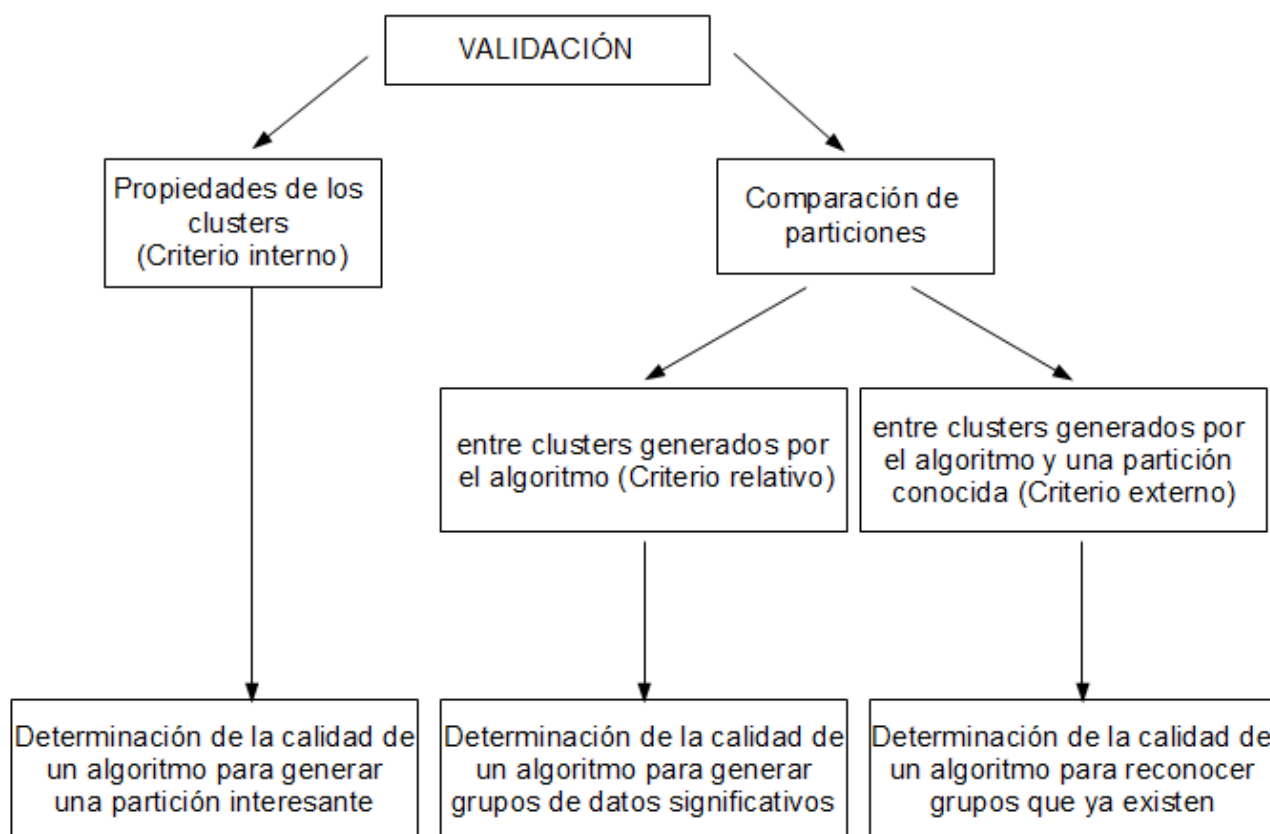 VALIDACIÓN
Propiedades de los
clusters
(Criterio interno)
Comparación de
particiones
entre clusters generados por
el algoritmo (Criterio relativo)
entre clusters generados por
el algoritmo y una partición
conocida (Criterio externo)
Determinación de la calidad de
un algoritmo para generar
una partición interesante
Determinación de la calidad de
un algoritmo para generar
grupos de datos significativos
Determinación de la calidad de
un algoritmo para reconocer
grupos que ya existen